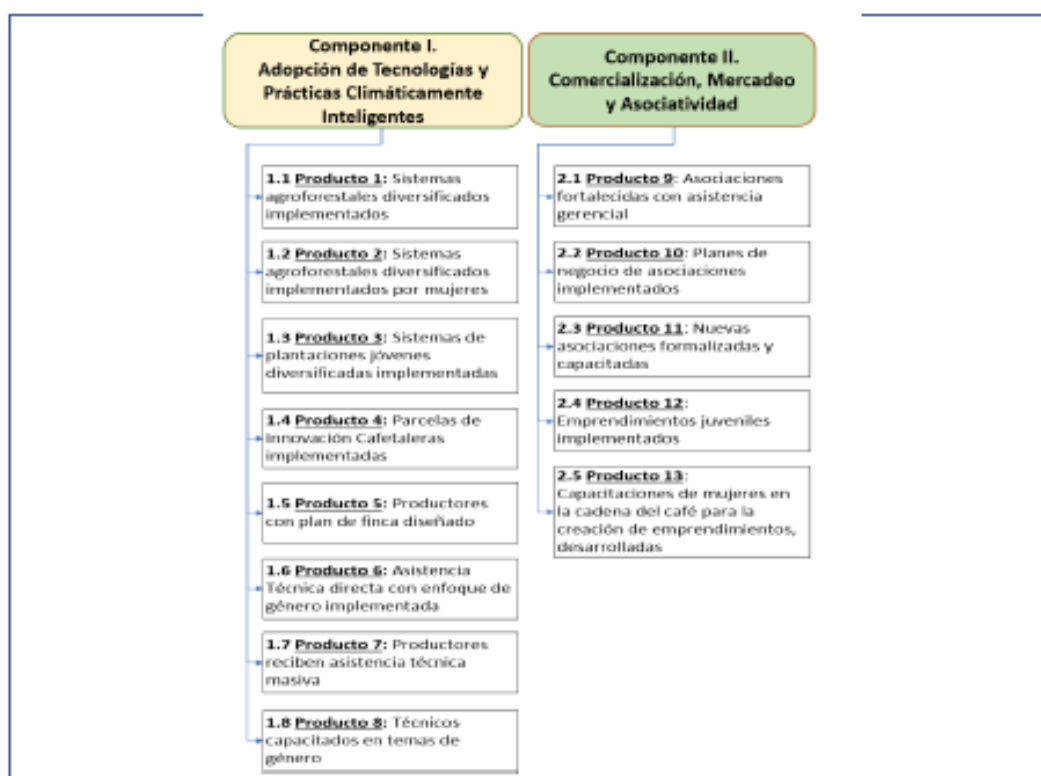 Componente I.
Adopción de Tecnologías y
Prácticas Climáticamente
Inteligentes
1.1 Producto 1: Sistemas
agroforestales diversificados
implementados
1.2 Producto 2: Sistemas
agroforestales diversificados
implementados por mujeres
1.3 Producto 3: Sistemas de
plantaciones jóvenes
diversificadas implementadas
1.4 Producto 4: Parcelas de
Innovación Cafetaleras
implementadas
1.5 Producto 5: Productores
con plan de finca diseñado
1.6 Producto 6: Asistencia
Técnica directa con enfoque de
género implementada
1.7 Producto 7: Productores
reciben asistencia técnica
masiva
1.8 Producto 8: Técnicos
capacitados en temas de
género
Componente II.
Comercialización, Mercadeo
y Asociatividad
2.1 Producto 9: Asociaciones
fortalecidas con asistencia
gerencial
2.2 Producto 10: Planes de
negocio de asociaciones
implementados
2.3 Producto 11: Nuevas
asociaciones formalizadas y
capacitadas
2.4 Producto 12:
Emprendimientos juveniles
implementados
2.5 Producto 13:
Capacitaciones de mujeres en
la cadena del café para la
creación de emprendimientos,
desarrolladas